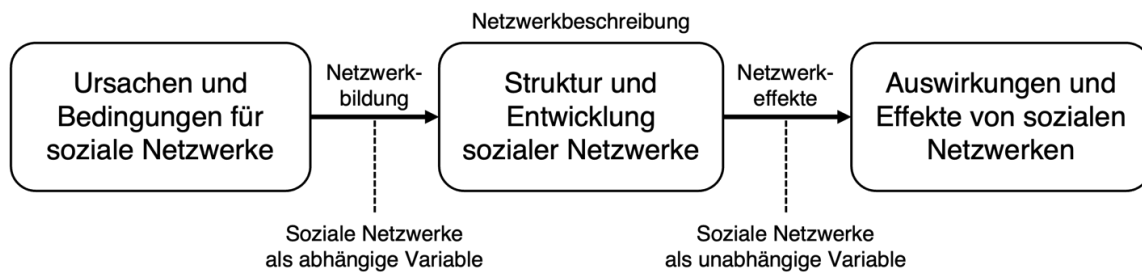 Netzwerkbeschreibung
Ursachen und
Bedingungen für
soziale Netzwerke
Netzwerk-
bildung
Struktur und
Entwicklung
sozialer Netzwerke
Netzwerk-
effekte
Auswirkungen und
Effekte von sozialen
Netzwerken
Soziale Netzwerke
als abhängige Variable
Soziale Netzwerke
als unabhängige Variable